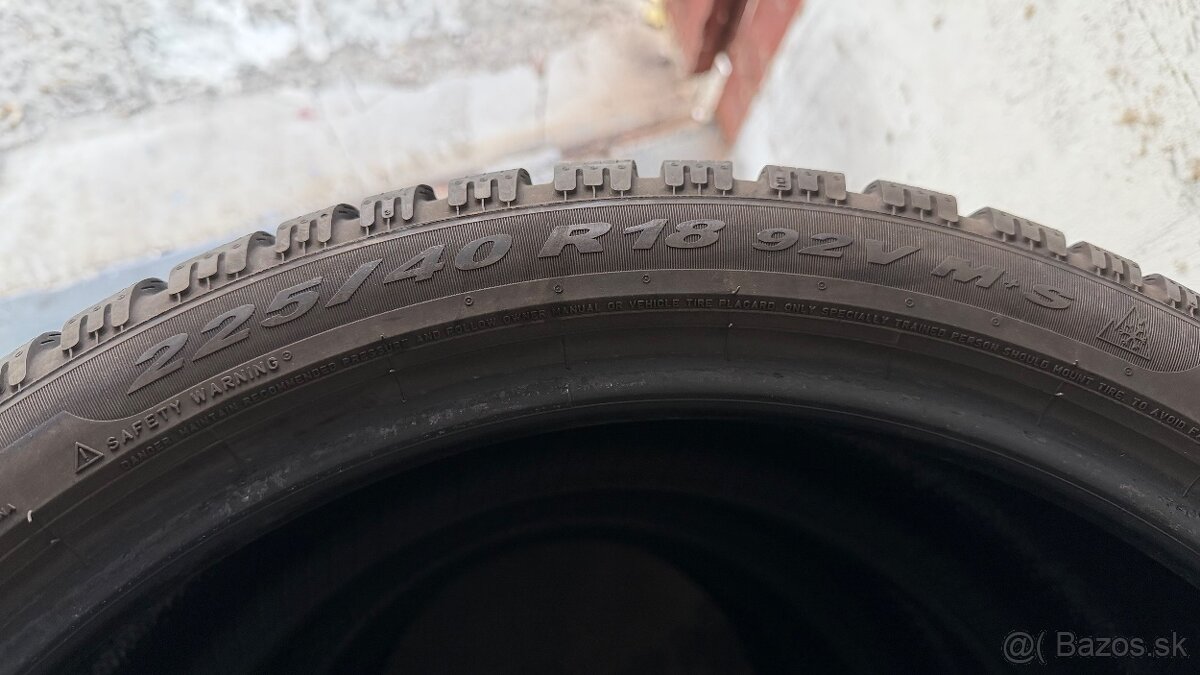 225/40 R18 92V M+S
SAFETY WARNING
DANGER, MAINTAIN RECOMMENDED PRESSURE AND FOLLOW OWNER MANUAL OR VEHICLE TIRE PLACARD. ONLY SPECIALLY TRAINED PERSON SHOULD MOUNT TIRE. TO AVOID
@( Bazos.sk